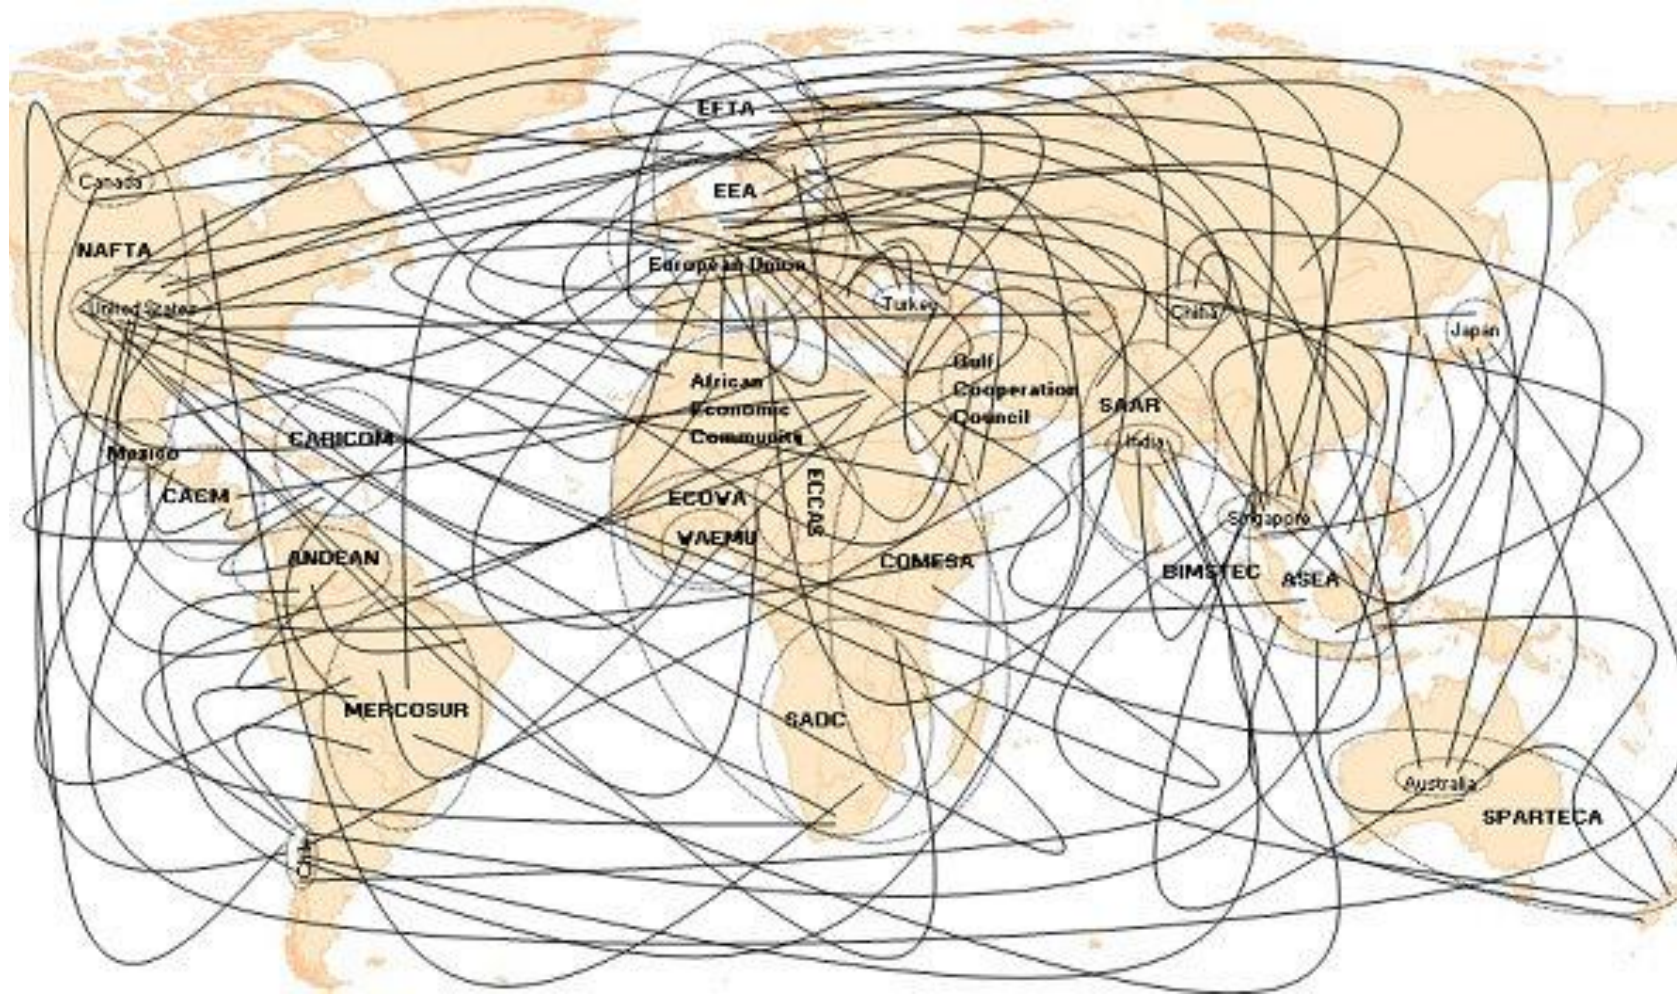 EFTA
Canada
EEA
NAFTA
European Union
United States
Turkey
China
Japan
Gulf
Cooperation
Council
African
Economic
Community
SAAR
India
CARICOM
Mexico
CACM
ECOWA
ECCAS
Singapore
WAEMU
ANDEAN
COMESA
BIMSTEC
ASEA
MERCOSUR
SADC
Australia
SPARTECA
Chile